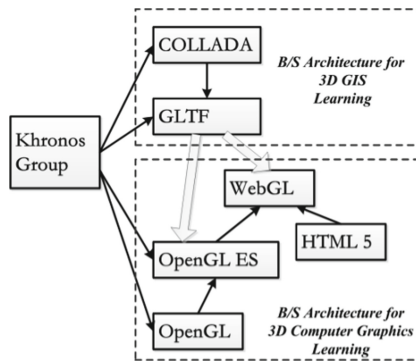 COLLADA
B/S Architecture for
3D GIS
Learning
GLTF
Khronos
Group
WebGL
HTML 5
OpenGL ES
OpenGL
B/S Architecture for
3D Computer Graphics
Learning